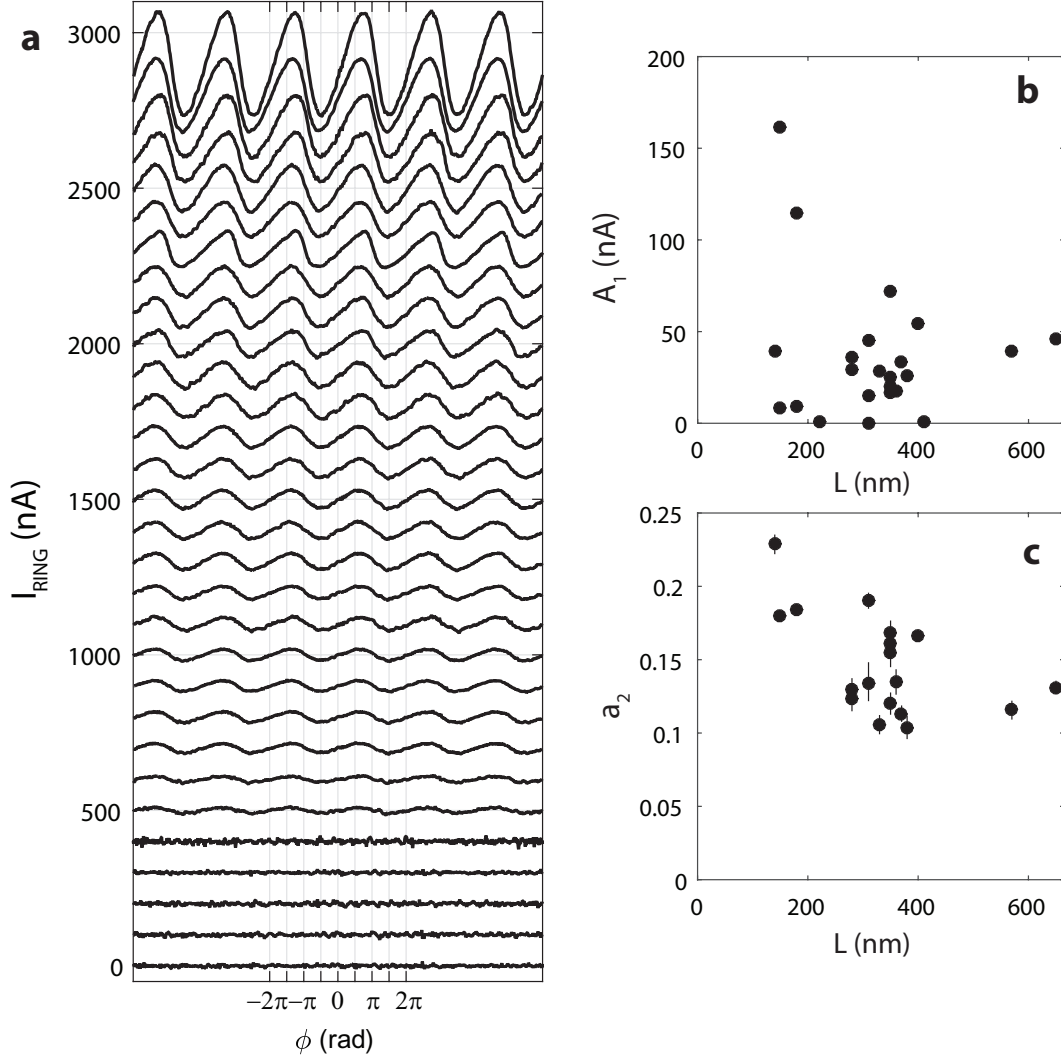 a
3000
2500
2000
1500
1000
500
0
I_RING (nA)
−2π −π 0 π 2π
ϕ (rad)
b
200
150
100
50
0
A_1 (nA)
0 200 400 600
L (nm)
c
0.25
0.2
0.15
0.1
0.05
0
a_2
0 200 400 600
L (nm)